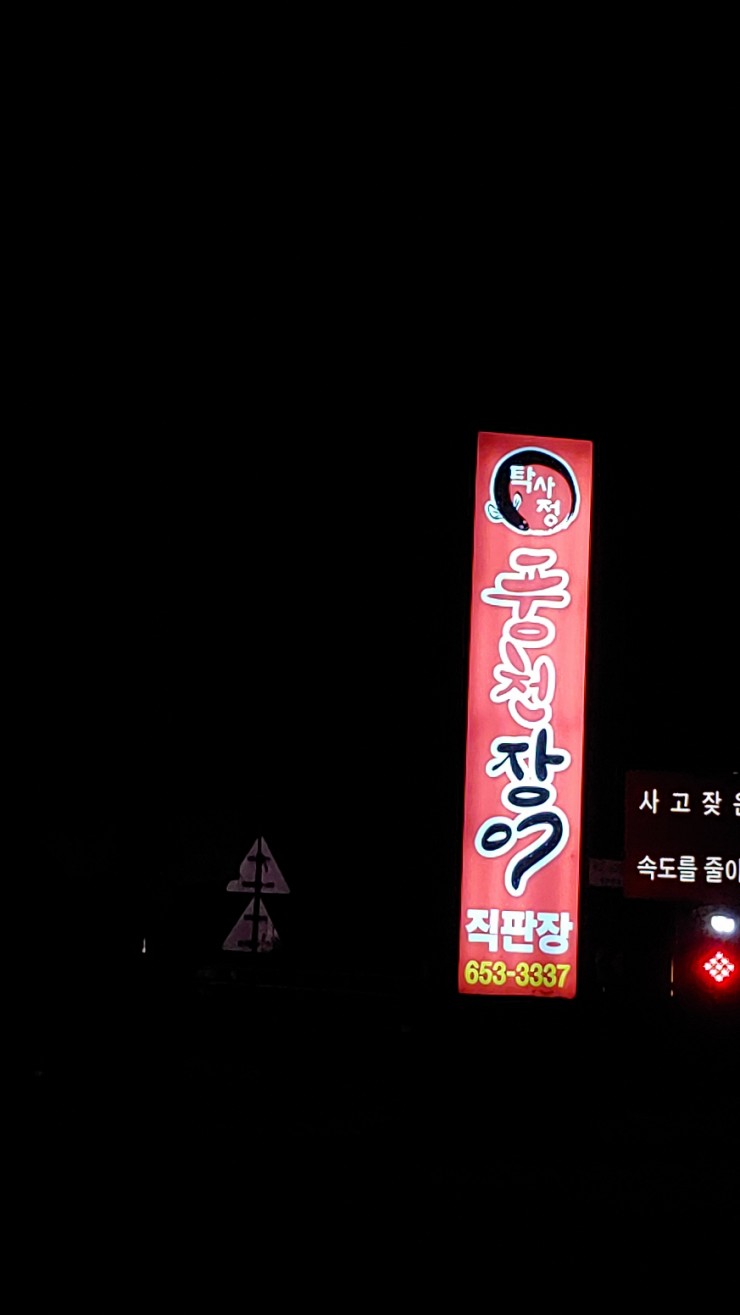 탁사
정
풍천
장어
직판장
653-3337
사고잦은
속도를 줄이